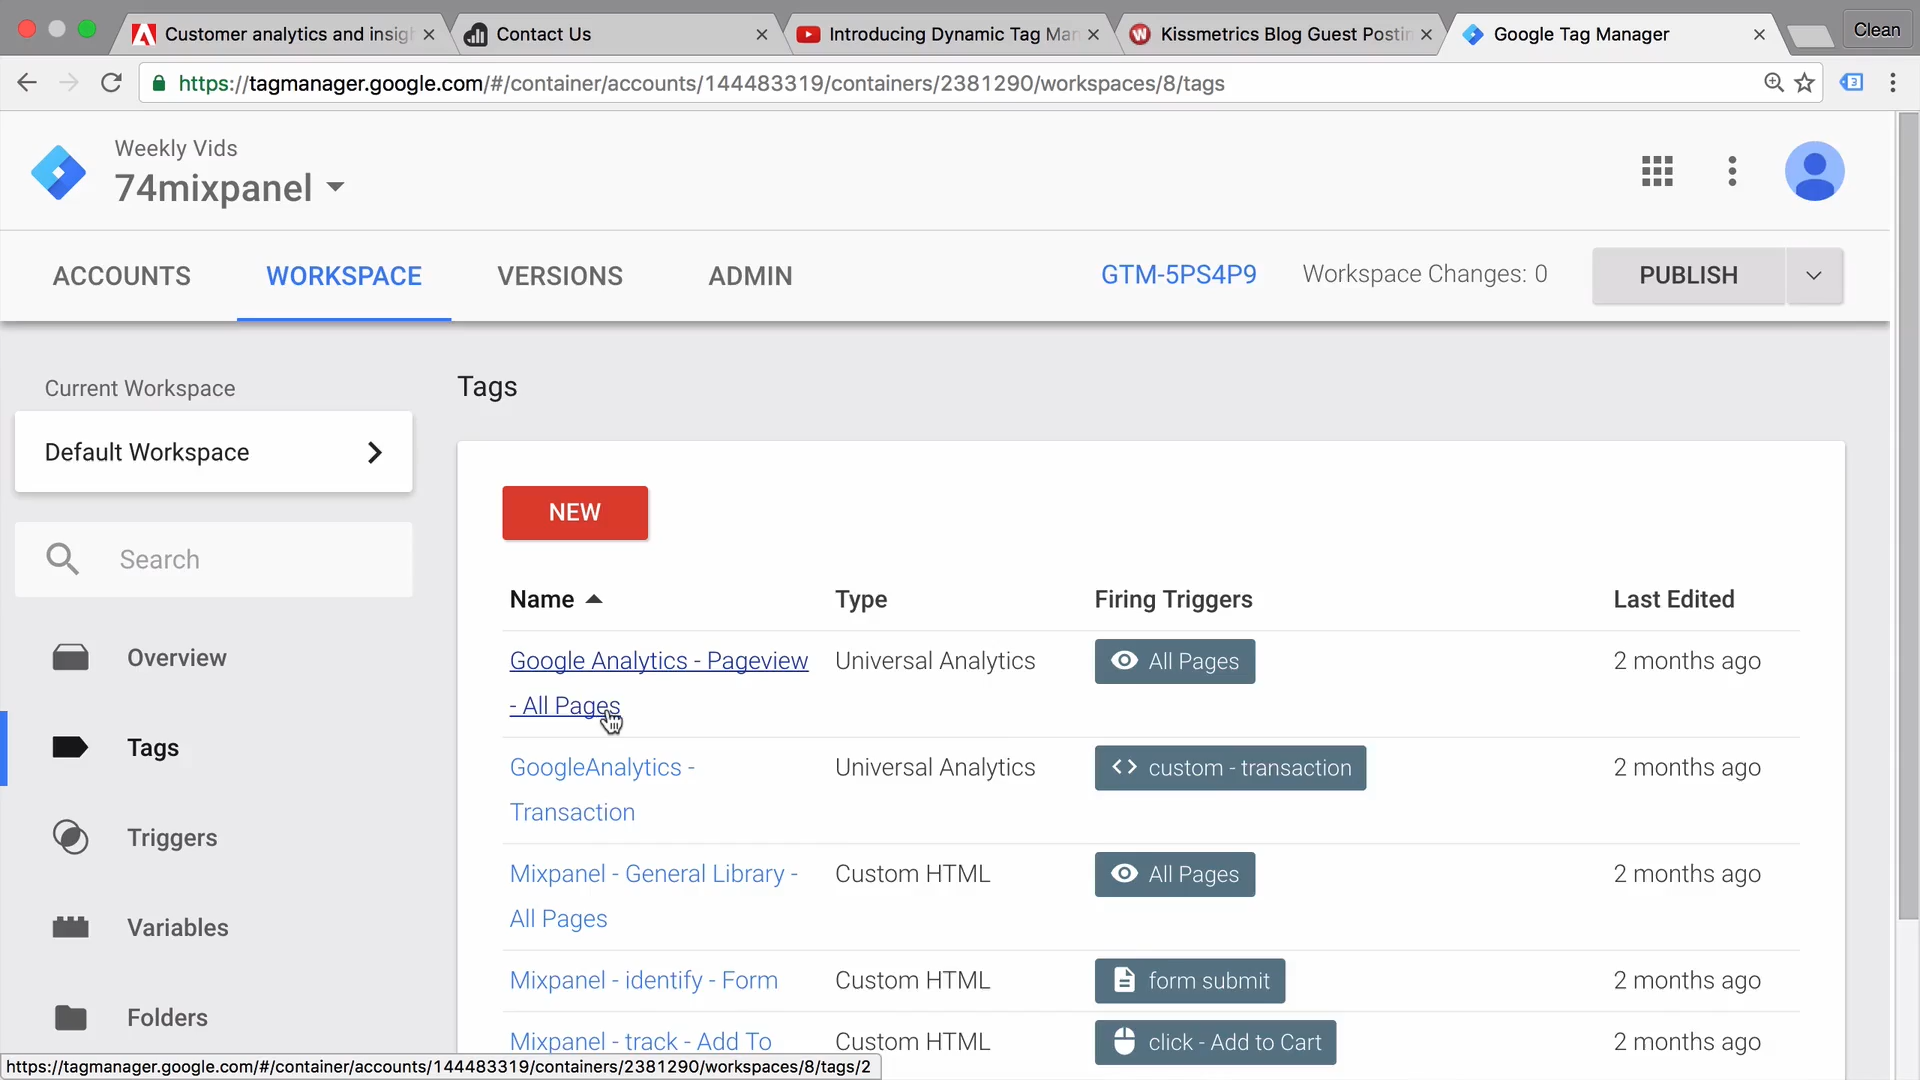 Customer analytics and insigh
Contact Us
Introducing Dynamic Tag Man
Kissmetrics Blog Guest Postin
Google Tag Manager
Clean
https://tagmanager.google.com/#/container/accounts/144483319/containers/2381290/workspaces/8/tags
3
Weekly Vids
74mixpanel
ACCOUNTS
WORKSPACE
VERSIONS
ADMIN
GTM-5PS4P9
Workspace Changes: 0
PUBLISH
Current Workspace
Default Workspace
Search
Overview
Tags
Triggers
Variables
Folders
Tags
NEW
Name
Type
Firing Triggers
Last Edited
Google Analytics - Pageview
- All Pages
Universal Analytics
All Pages
2 months ago
GoogleAnalytics -
Transaction
Universal Analytics
custom - transaction
2 months ago
Mixpanel - General Library -
All Pages
Custom HTML
All Pages
2 months ago
Mixpanel - identify - Form
Custom HTML
form submit
2 months ago
Mixpanel - track - Add To
Custom HTML
click - Add to Cart
2 months ago
https://tagmanager.google.com/#/container/accounts/144483319/containers/2381290/workspaces/8/tags/2